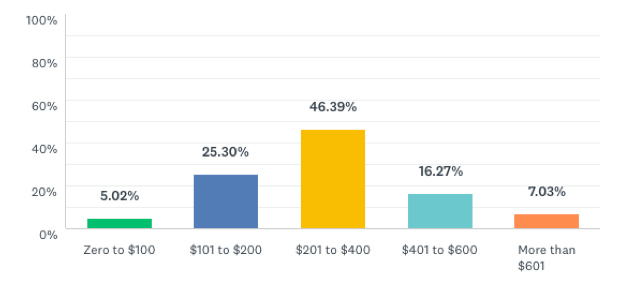 100%
80%
60%
40%
20%
0%
5.02%
25.30%
46.39%
16.27%
7.03%
Zero to $100
$101 to $200
$201 to $400
$401 to $600
More than
$601